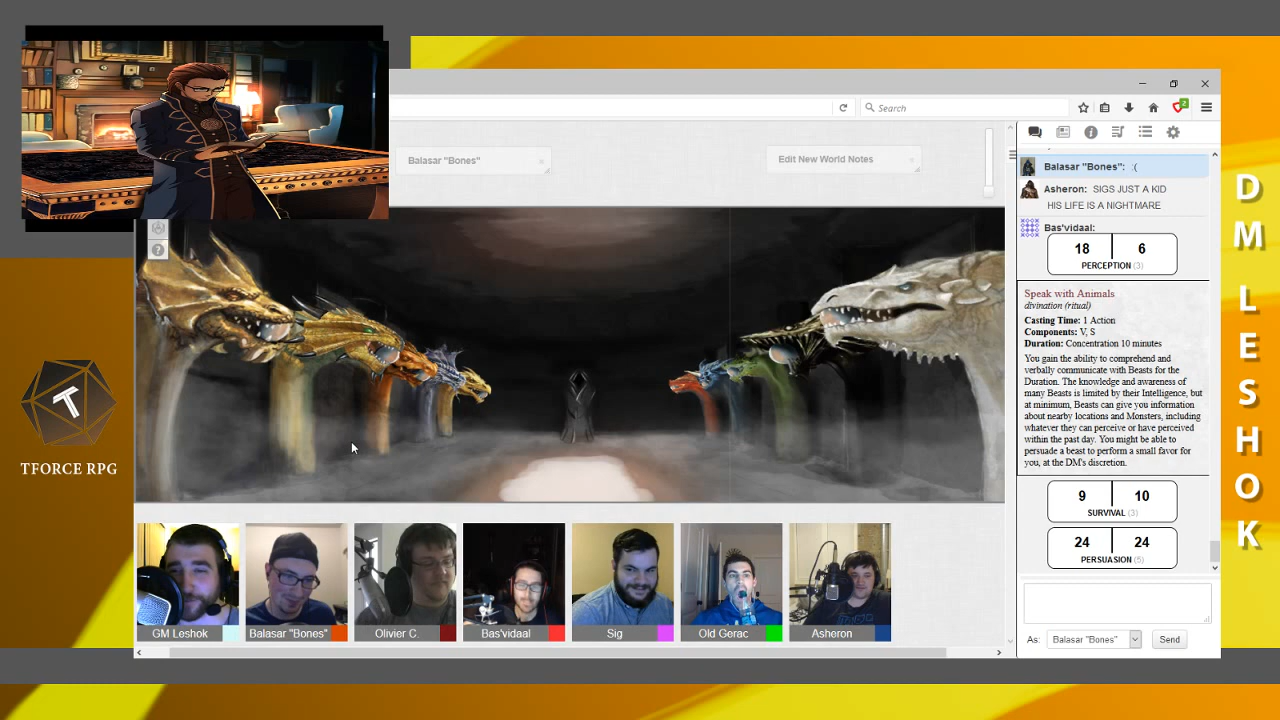 Search
2
Balasar "Bones"
Edit New World Notes
Balasar "Bones": :(
Asheron: SIGS JUST A KID
HIS LIFE IS A NIGHTMARE
Bas'vidaal:
18 6
PERCEPTION (3)
Speak with Animals
divination (ritual)
Casting Time: 1 Action
Components: V, S
Duration: Concentration 10 minutes
You gain the ability to comprehend and
verbally communicate with Beasts for the
Duration. The knowledge and awareness of
many Beasts is limited by their Intelligence, but
at minimum, Beasts can give you information
about nearby locations and Monsters, including
whatever they can perceive or have perceived
within the past day. You might be able to
persuade a beast to perform a small favor for
you, at the DM's discretion.
9 10
SURVIVAL (3)
24 24
PERSUASION (5)
As: Balasar "Bones" Send
?
T
TFORCE RPG
GM Leshok
Balasar "Bones"
Olivier C.
Bas'vidaal
Sig
Old Gerac
Asheron
DM LESHOK